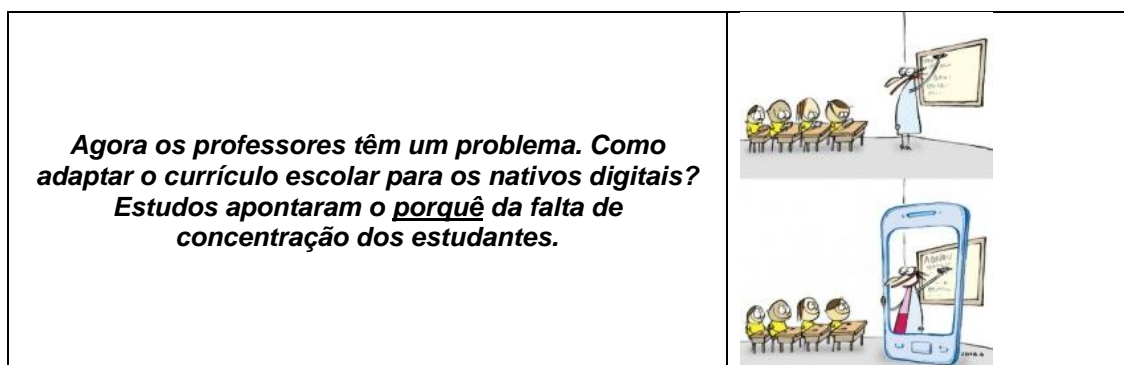 Agora os professores têm um problema. Como
adaptar o currículo escolar para os nativos digitais?
Estudos apontaram o porquê da falta de
concentração dos estudantes.